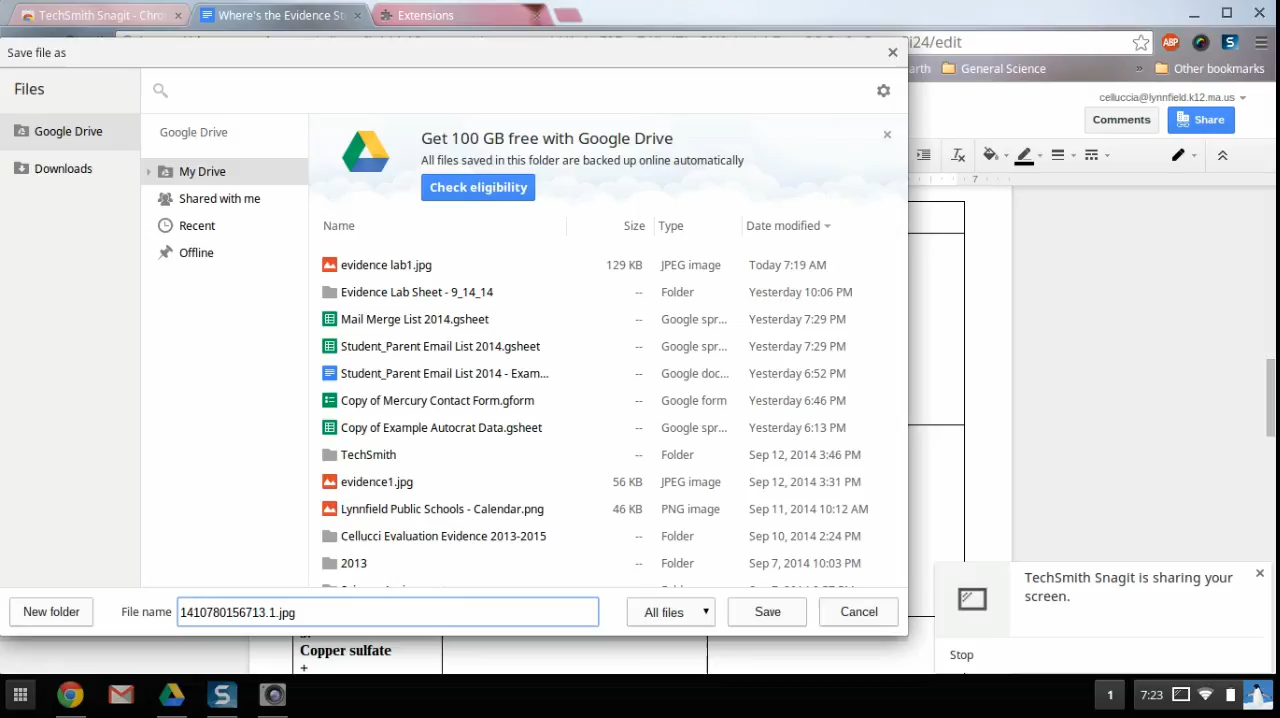 TechSmith Snagit - Chro
Where's the Evidence St
Extensions
i24/edit
ABP
S
arth
General Science
»
Other bookmarks
Save file as
Files
Google Drive
Downloads
Google Drive
My Drive
Shared with me
Recent
Offline
Get 100 GB free with Google Drive
All files saved in this folder are backed up online automatically
Check eligibility
Name Size Type Date modified
evidence lab1.jpg 129 KB JPEG image Today 7:19 AM
Evidence Lab Sheet - 9_14_14 -- Folder Yesterday 10:06 PM
Mail Merge List 2014.gsheet -- Google spr... Yesterday 7:29 PM
Student_Parent Email List 2014.gsheet -- Google spr... Yesterday 7:29 PM
Student_Parent Email List 2014 - Exam... -- Google doc... Yesterday 6:52 PM
Copy of Mercury Contact Form.gform -- Google form Yesterday 6:46 PM
Copy of Example Autocrat Data.gsheet -- Google spr... Yesterday 6:13 PM
TechSmith -- Folder Sep 12, 2014 3:46 PM
evidence1.jpg 56 KB JPEG image Sep 12, 2014 3:31 PM
Lynnfield Public Schools - Calendar.png 46 KB PNG image Sep 11, 2014 10:12 AM
Cellucci Evaluation Evidence 2013-2015 -- Folder Sep 10, 2014 2:24 PM
2013 -- Folder Sep 7, 2014 10:03 PM
New folder
File name 1410780156713.1.jpg
All files
Save
Cancel
celluccia@lynnfield.k12.ma.us
Comments
Share
7
Copper sulfate
+
TechSmith Snagit is sharing your
screen.
Stop
S
1
7:23